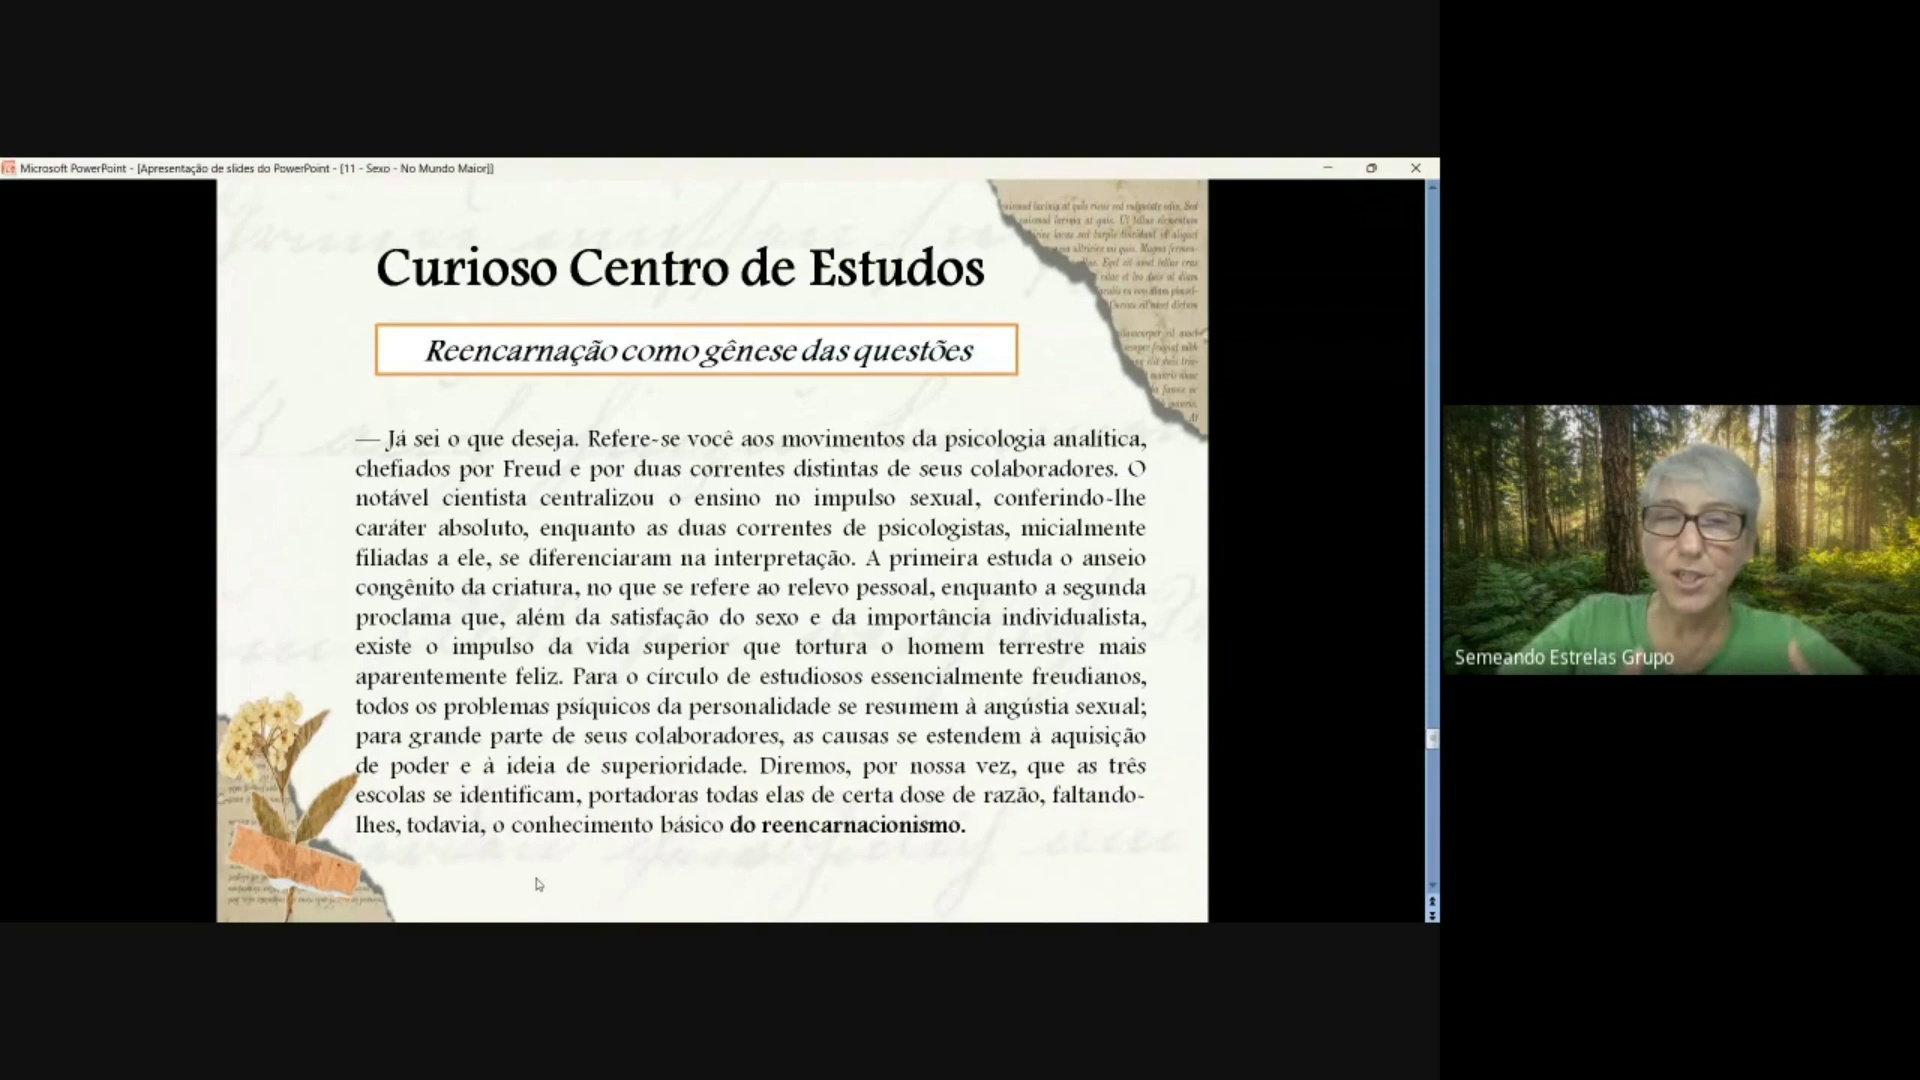 Microsoft PowerPoint - [Apresentação de slides do PowerPoint - [11 - Sexo - No Mundo Maior]]
Curioso Centro de Estudos
Reencarnação como gênese das questões
— Já sei o que deseja. Refere-se você aos movimentos da psicologia analítica,
chefiados por Freud e por duas correntes distintas de seus colaboradores. O
notável cientista centralizou o ensino no impulso sexual, conferindo-lhe
caráter absoluto, enquanto as duas correntes de psicologistas, micialmente
filiadas a ele, se diferenciaram na interpretação. A primeira estuda o anseio
congênito da criatura, no que se refere ao relevo pessoal, enquanto a segunda
proclama que, além da satisfação do sexo e da importância individualista,
existe o impulso da vida superior que tortura o homem terrestre mais
aparentemente feliz. Para o círculo de estudiosos essencialmente freudianos,
todos os problemas psíquicos da personalidade se resumem à angústia sexual;
para grande parte de seus colaboradores, as causas se estendem à aquisição
de poder e à ideia de superioridade. Diremos, por nossa vez, que as três
escolas se identificam, portadoras todas elas de certa dose de razão, faltando-
lhes, todavia, o conhecimento básico do reencarnacionismo.
Semeando Estrelas Grupo